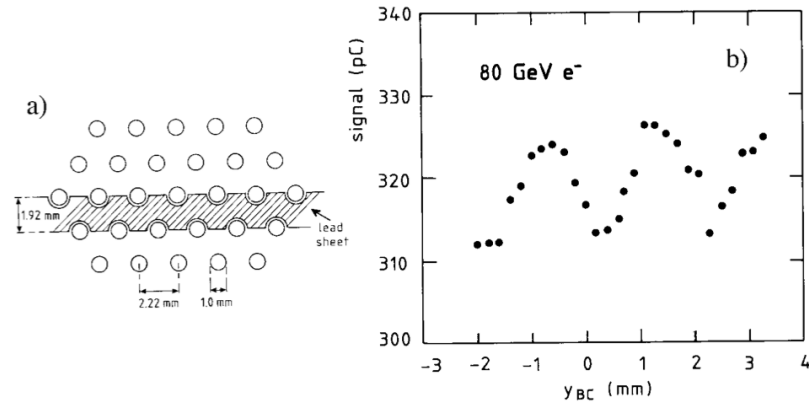 a)
1.92 mm
lead
sheet
2.22 mm
1.0 mm
b)
80 GeV e⁻
signal (pC)
340
330
320
310
300
−3
−2
−1
0
1
2
3
4
y_BC (mm)